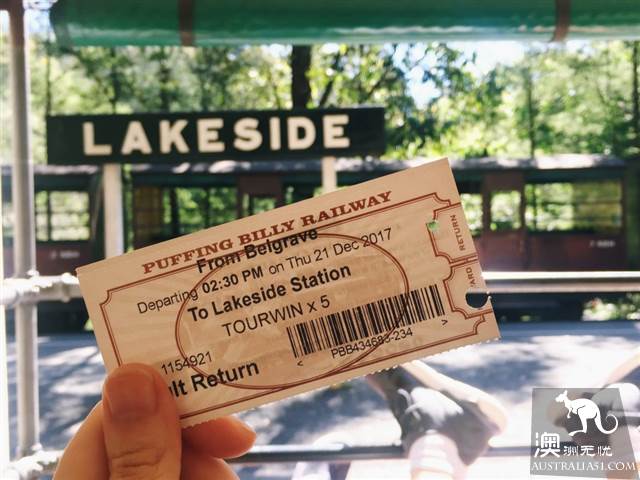 LAKESIDE
PUFFING BILLY RAILWAY
From Belgrave
Departing 02:30 PM on Thu 21 Dec 2017
To Lakeside Station
TOURWIN x 5
1154921
< PBB434683-234 >
ult Return
RETURN
澳洲无忧
AUSTRALIA51.COM